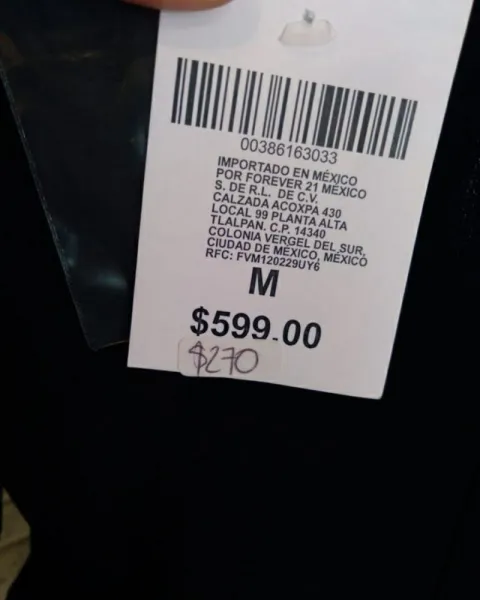 00386163033
IMPORTADO EN MÉXICO
POR FOREVER 21 MÉXICO
S. DE R.L. DE C.V.
CALZADA ACOXPA 430
LOCAL 99 PLANTA ALTA
TLALPAN. C.P. 14340
COLONIA VERGEL DEL SUR,
CIUDAD DE MÉXICO, MÉXICO
RFC: FVM120229UY6
M
$599.00
$270